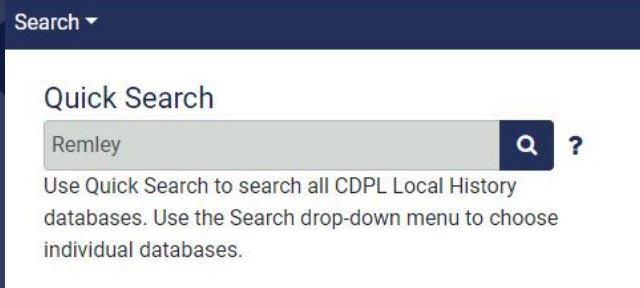 Search
Quick Search
Remley
?
Use Quick Search to search all CDPL Local History
databases. Use the Search drop-down menu to choose
individual databases.